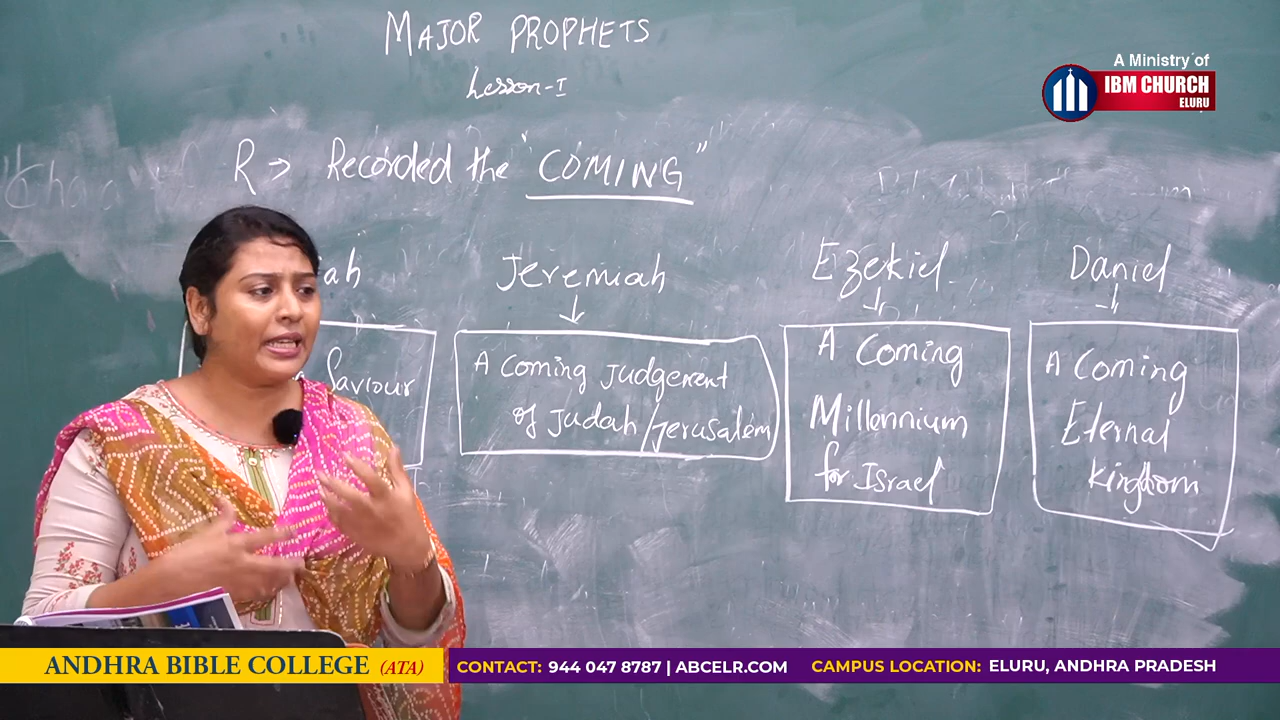 MAJOR PROPHETS
Lesson-I
A Ministry of
IBM CHURCH
ELURU
R → Recorded the "COMING"
iah
Jeremiah
Ezekiel
Daniel
Saviour
A Coming Judgement
of Judah/Jerusalem
A Coming
Millennium
for Israel
A Coming
Eternal
kingdom
ANDHRA BIBLE COLLEGE (ATA)
CONTACT: 944 047 8787 | ABCELR.COM
CAMPUS LOCATION: ELURU, ANDHRA PRADESH